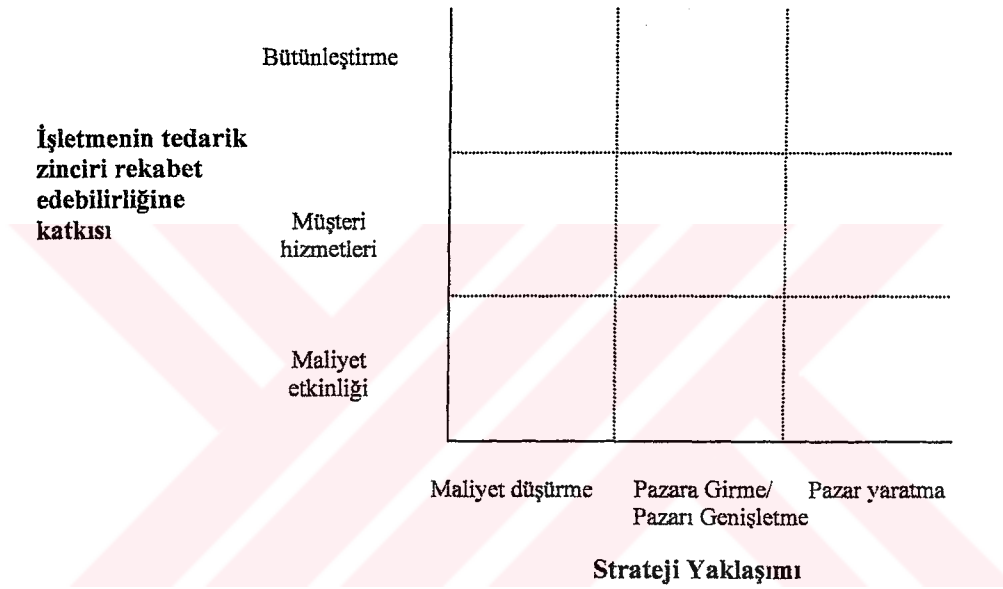 Bütünleştirme
İşletmenin tedarik
zinciri rekabet
edebilirliğine
katkısı
Müşteri
hizmetleri
Maliyet
etkinliği
Maliyet düşürme
Pazara Girme/
Pazarı Genişletme
Pazar yaratma
Strateji Yaklaşımı